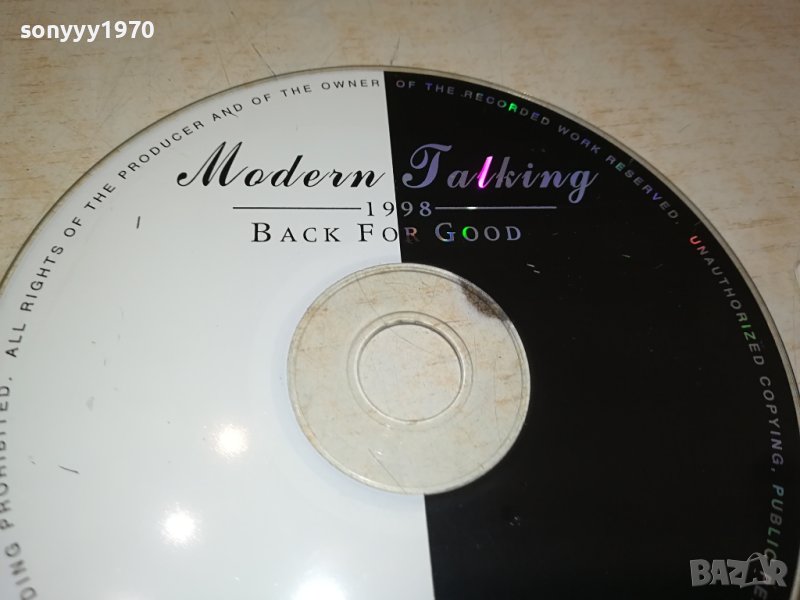 sonyyy1970
ALL RIGHTS OF THE PRODUCER AND OF THE OWNER OF THE RECORDED WORK RESERVED. UNAUTHORIZED COPYING, PUBLIC
PROHIBITED.
Modern Talking
1998
BACK FOR GOOD
BAZAR